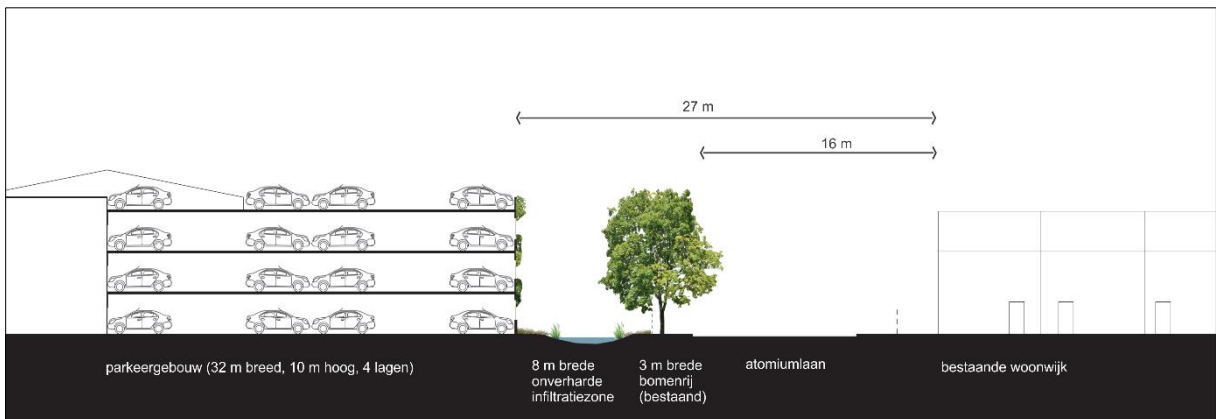 27 m
16 m
parkeergebouw (32 m breed, 10 m hoog, 4 lagen)
8 m brede
onverharde
infiltratiezone
3 m brede
bomenrij
(bestaand)
atomiumlaan
bestaande woonwijk